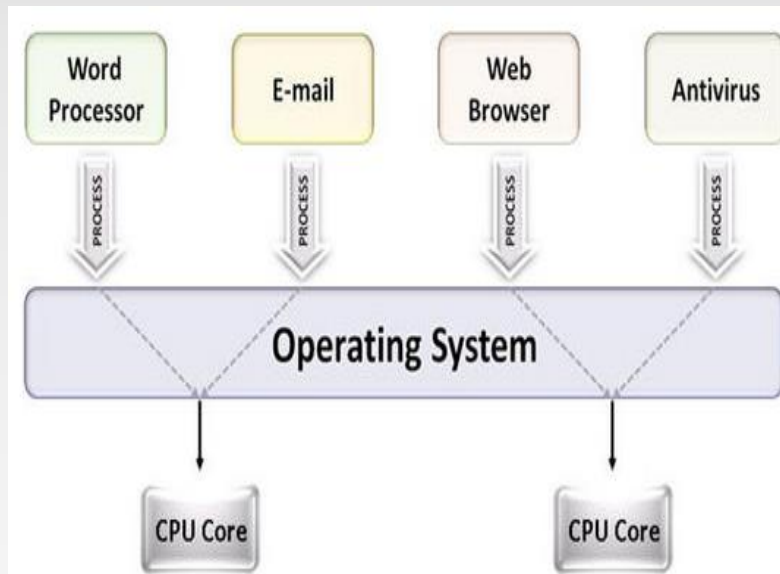 Word
Processor
E-mail
Web
Browser
Antivirus
PROCESS
PROCESS
PROCESS
PROCESS
Operating System
CPU Core
CPU Core